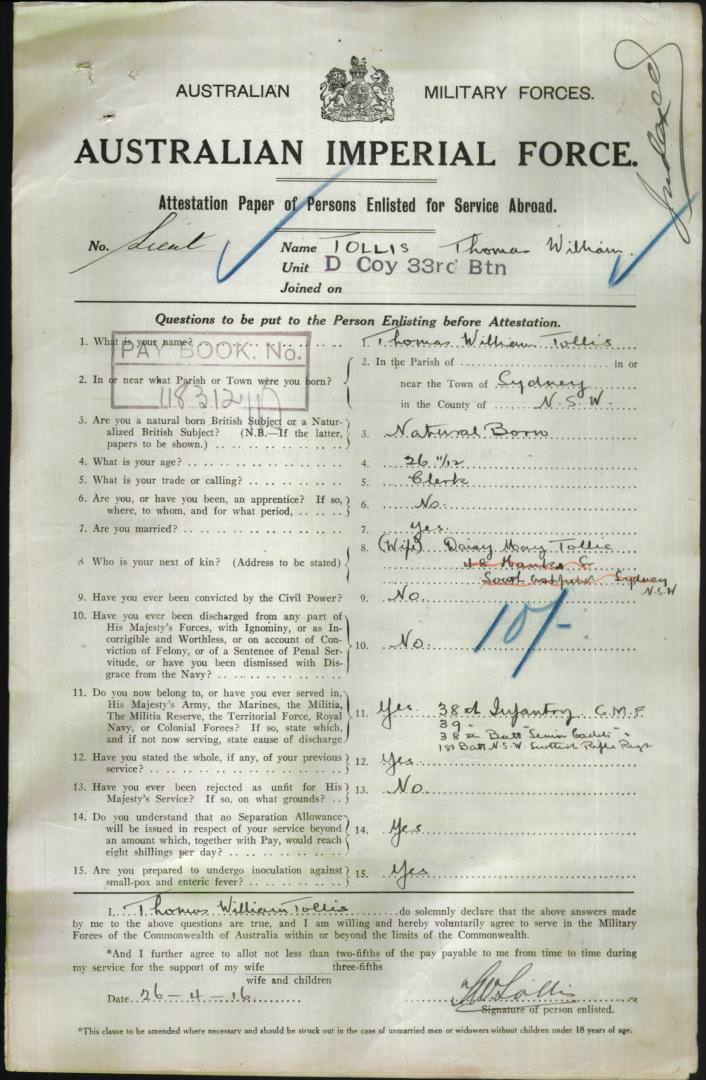 Indexed
AUSTRALIAN MILITARY FORCES.
AUSTRALIAN IMPERIAL FORCE.
Attestation Paper of Persons Enlisted for Service Abroad.
No. Lieut Name TOLLIS Thomas William.
Unit D Coy 33rd Btn
Joined on
Questions to be put to the Person Enlisting before Attestation.
1. What is your name? Thomas William Tollis
PAY BOOK. No.
2. In or near what Parish or Town were you born? 2. In the Parish of in or
near the Town of Sydney
in the County of N.S.W.
3. Are you a natural born British Subject or a Natur-
alized British Subject? (N.B.—If the latter,
papers to be shown.) 3. Natural Born
4. What is your age? 4. 26 11/12
5. What is your trade or calling? 5. Clerk
6. Are you, or have you been, an apprentice? If so,
where, to whom, and for what period, 6. No.
7. Are you married? 7. Yes.
8 Who is your next of kin? (Address to be stated) 8. (Wife) Daisy May Tollis
Sydney
N.S.W
9. Have you ever been convicted by the Civil Power? 9. No.
10. Have you ever been discharged from any part of
His Majesty's Forces, with Ignominy, or as In-
corrigible and Worthless, or on account of Con-
viction of Felony, or of a Sentence of Penal Ser-
vitude, or have you been dismissed with Dis-
grace from the Navy? 10. No
10/-
11. Do you now belong to, or have you ever served in,
His Majesty's Army, the Marines, the Militia,
The Militia Reserve, the Territorial Force, Royal
Navy, or Colonial Forces? If so, state which,
and if not now serving, state cause of discharge 11. Yes. 38th Infantry C.M.F
39
38th Batt Senior Cadets
1st Batt N.S.W. Scottish Rifle Regt
12. Have you stated the whole, if any, of your previous
service? 12. Yes
13. Have you ever been rejected as unfit for His
Majesty's Service? If so, on what grounds? 13. No.
14. Do you understand that no Separation Allowance
will be issued in respect of your service beyond
an amount which, together with Pay, would reach
eight shillings per day? 14. Yes
15. Are you prepared to undergo inoculation against
small-pox and enteric fever? 15. Yes
I, Thomas William Tollis do solemnly declare that the above answers made
by me to the above questions are true, and I am willing and hereby voluntarily agree to serve in the Military
Forces of the Commonwealth of Australia within or beyond the limits of the Commonwealth.
*And I further agree to allot not less than two-fifths of the pay payable to me from time to time during
three-fifths
my service for the support of my wife
wife and children
Date 26-4-16 TW Tollis
Signature of person enlisted.
*This clause to be amended where necessary and should be struck out in the case of unmarried men or widowers without children under 18 years of age.